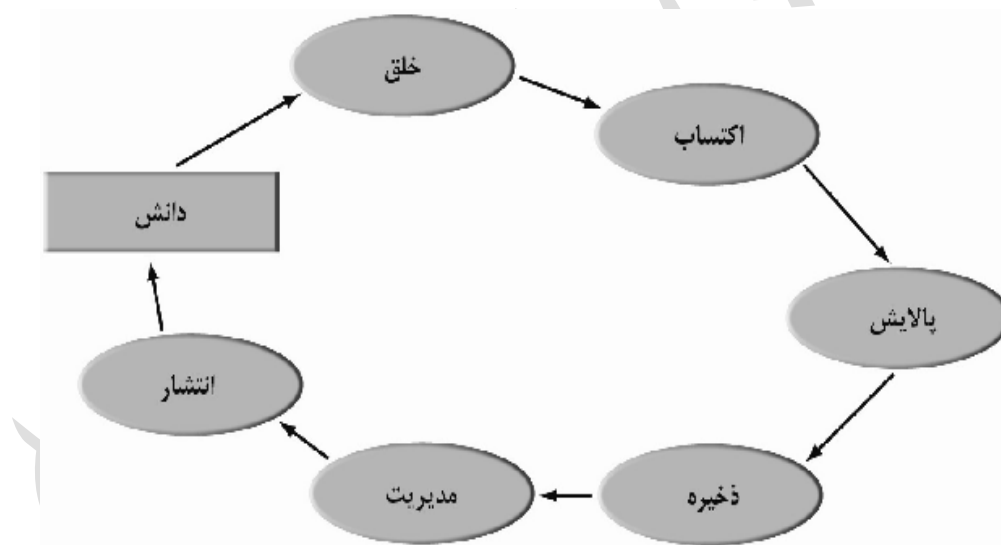 خلق
اکتساب
پالایش
ذخیره
مدیریت
انتشار
دانش